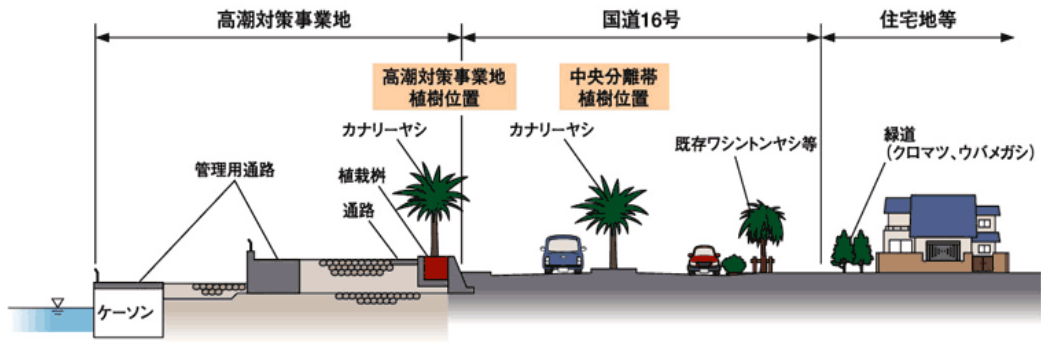 高潮対策事業地
国道16号
住宅地等
高潮対策事業地
植樹位置
中央分離帯
植樹位置
カナリーヤシ
カナリーヤシ
既存ワシントンヤシ等
緑道
(クロマツ、ウバメガシ)
管理用通路
植栽桝
通路
ケーソン